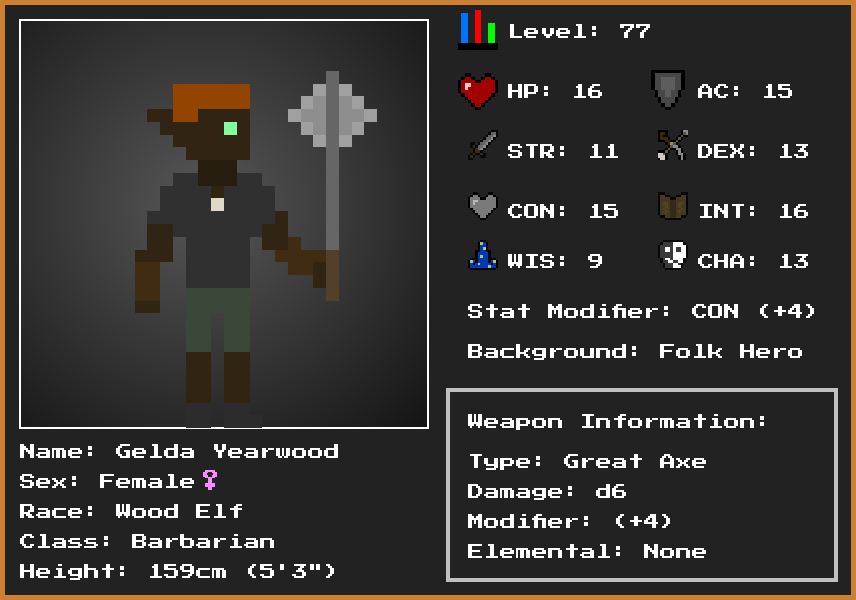 Level: 77
HP: 16
AC: 15
STR: 11
DEX: 13
CON: 15
INT: 16
WIS: 9
CHA: 13
Stat Modifier: CON (+4)
Background: Folk Hero
Weapon Information:
Type: Great Axe
Damage: d6
Modifier: (+4)
Elemental: None
Name: Gelda Yearwood
Sex: Female♀
Race: Wood Elf
Class: Barbarian
Height: 159cm (5'3")